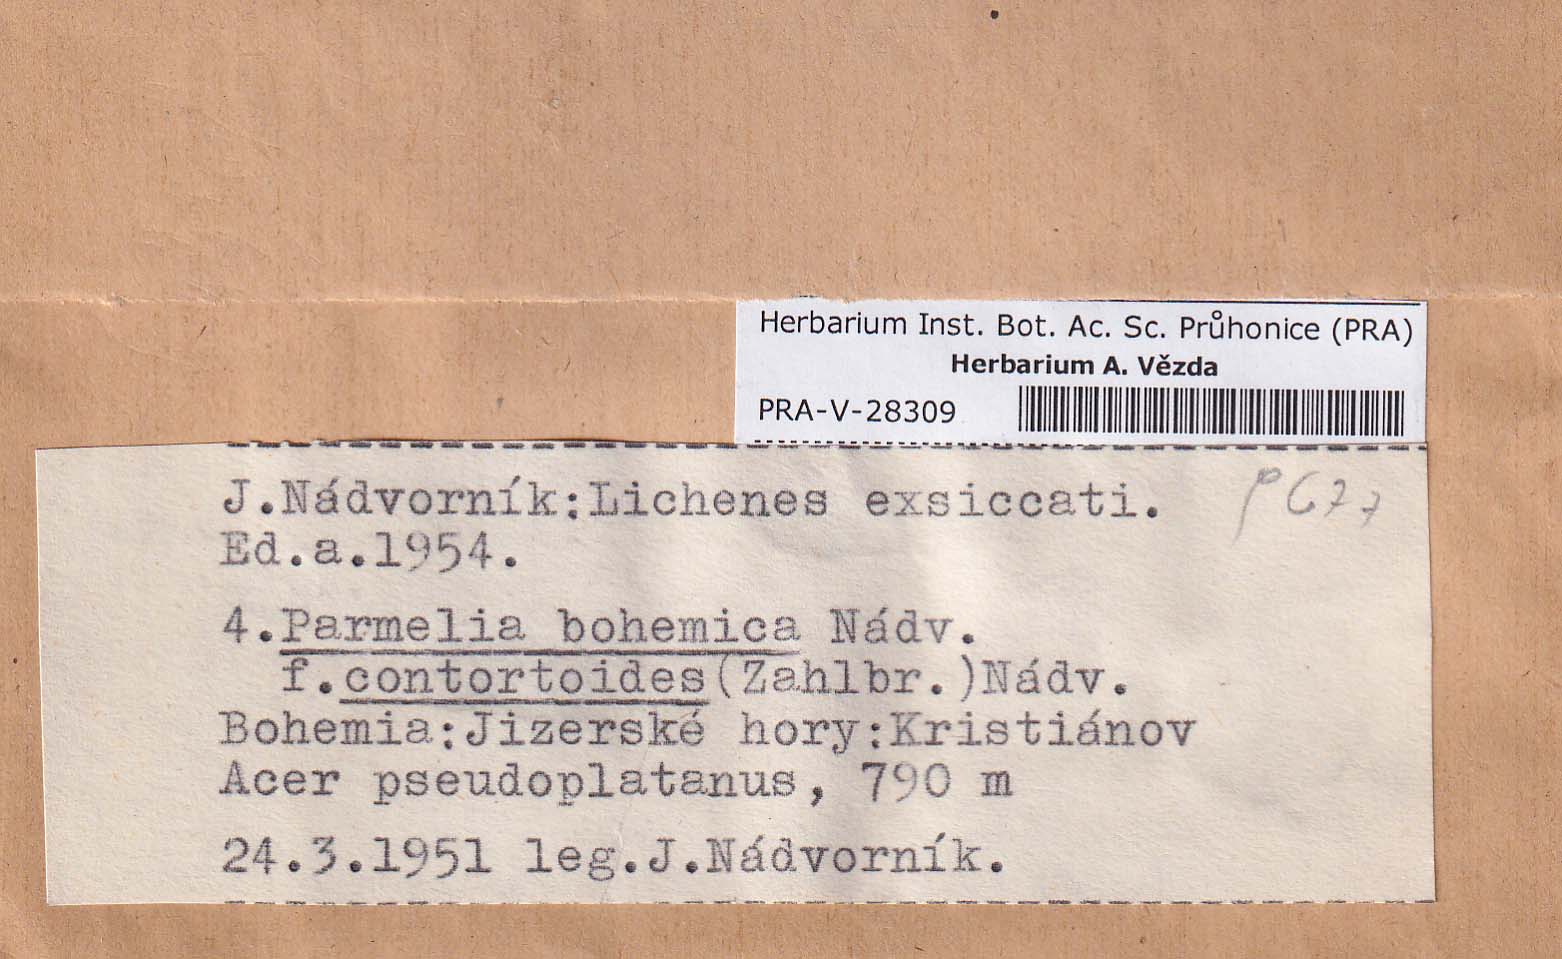 Herbarium Inst. Bot. Ac. Sc. Průhonice (PRA)
Herbarium A. Vězda
PRA-V-28309
J.Nádvorník:Lichenes exsiccati.
Ed.a.1954.
4.Parmelia bohemica Nádv.
f.contortoides(Zahlbr.)Nádv.
Bohemia:Jizerské hory:Kristiánov
Acer pseudoplatanus, 790 m
24.3.1951 leg.J.Nádvorník.